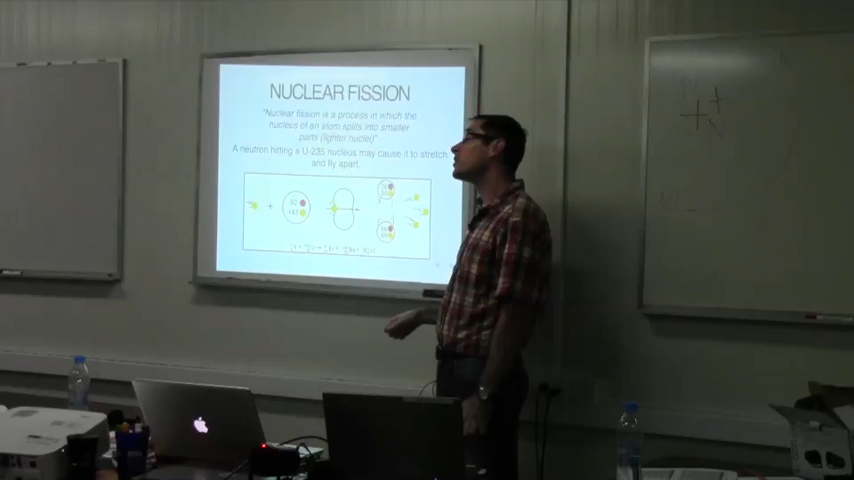 NUCLEAR FISSION
"Nuclear fission is a process in which the
nucleus of an atom splits into smaller
parts (lighter nuclei)"
A neutron hitting a U-235 nucleus may cause it to stretch
and fly apart.
+
92
143